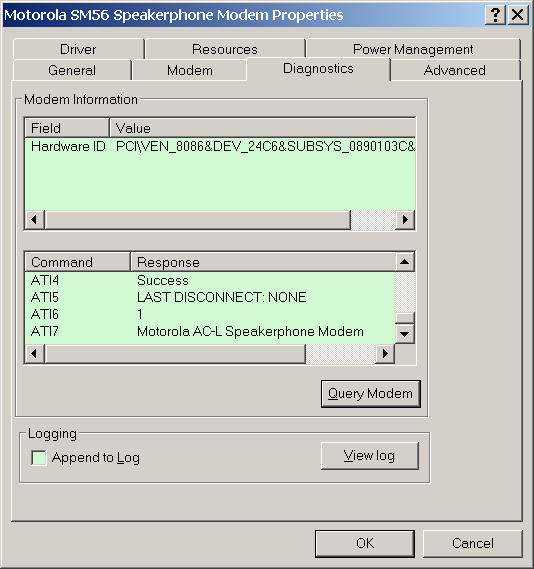 Motorola SM56 Speakerphone Modem Properties
Driver Resources Power Management
General Modem Diagnostics Advanced
Modem Information
Field Value
Hardware ID PCI\VEN_8086&DEV_24C6&SUBSYS_0890103C&
Command Response
ATI4 Success
ATI5 LAST DISCONNECT: NONE
ATI6 1
ATI7 Motorola AC-L Speakerphone Modem
Query Modem
Logging
Append to Log View log
OK Cancel